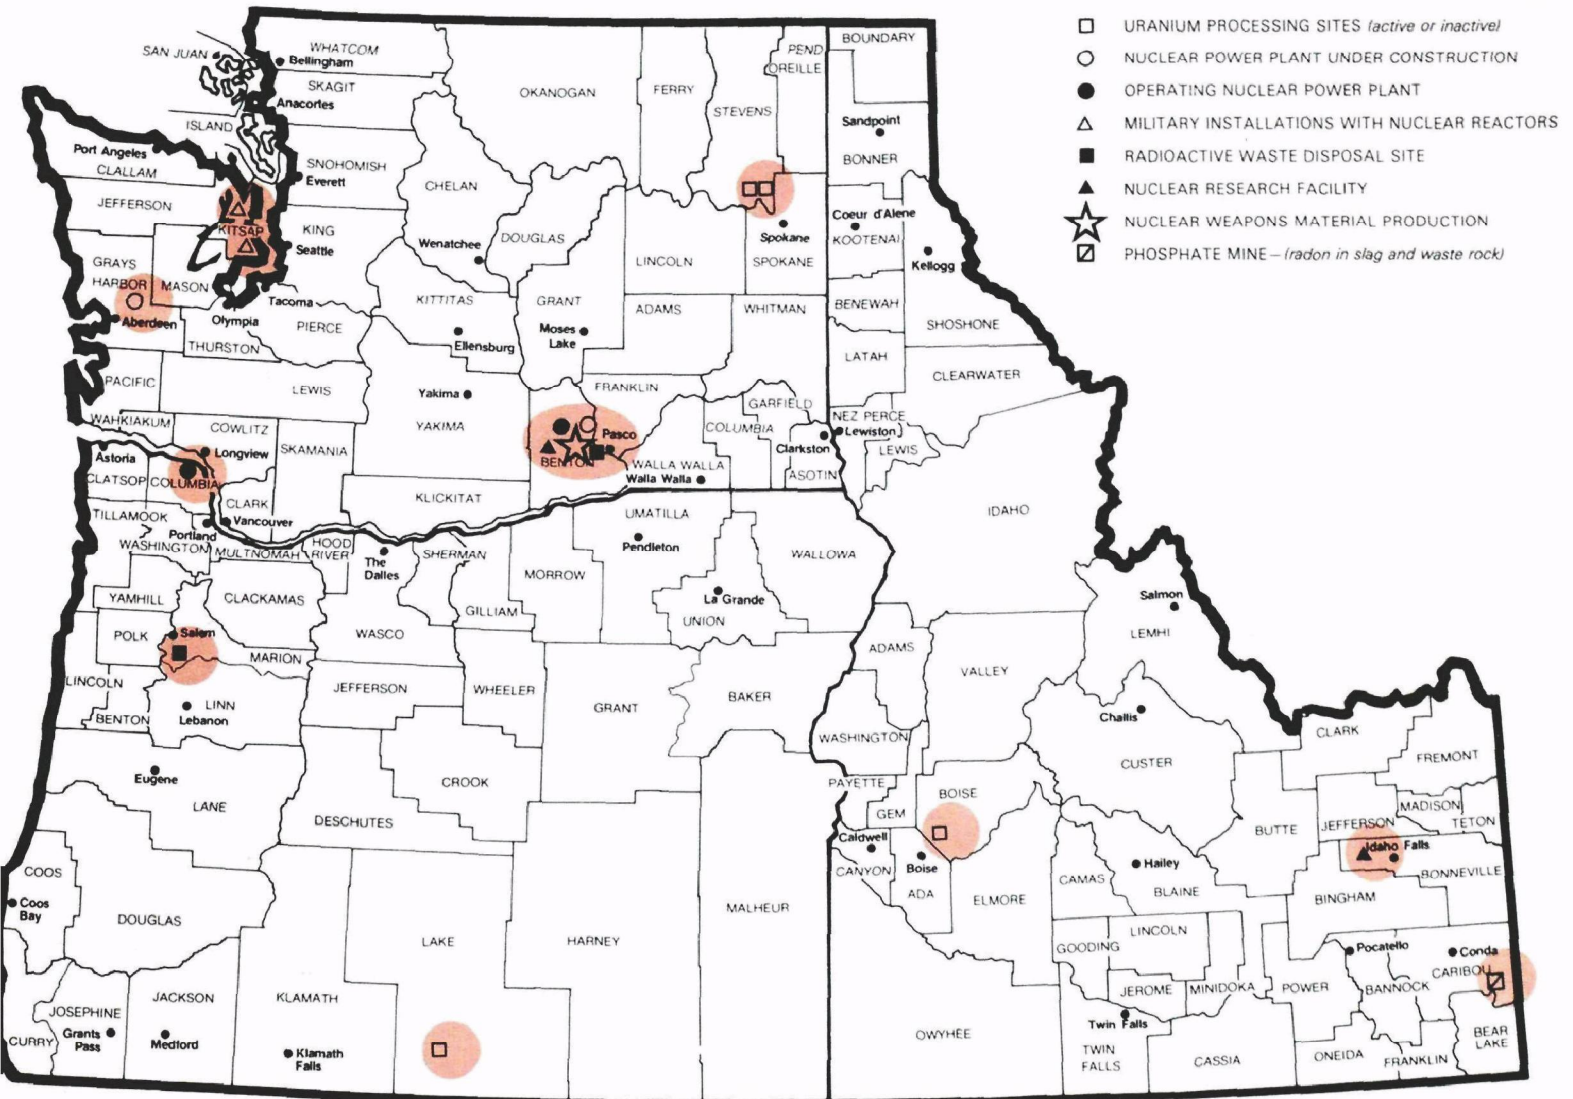 URANIUM PROCESSING SITES (active or inactive)
NUCLEAR POWER PLANT UNDER CONSTRUCTION
OPERATING NUCLEAR POWER PLANT
MILITARY INSTALLATIONS WITH NUCLEAR REACTORS
RADIOACTIVE WASTE DISPOSAL SITE
NUCLEAR RESEARCH FACILITY
NUCLEAR WEAPONS MATERIAL PRODUCTION
PHOSPHATE MINE—(radon in slag and waste rock)
SAN JUAN
WHATCOM
Bellingham
SKAGIT
Anacortes
ISLAND
Port Angeles
CLALLAM
SNOHOMISH
Everett
JEFFERSON
KITSAP
KING
Seattle
GRAYS
HARBOR
MASON
Tacoma
Aberdeen
Olympia
PIERCE
THURSTON
PACIFIC
LEWIS
WAHKIAKUM
COWLITZ
SKAMANIA
Longview
CLARK
Vancouver
OKANOGAN
FERRY
STEVENS
PEND
OREILLE
CHELAN
Wenatchee
DOUGLAS
Spokane
SPOKANE
LINCOLN
KITTITAS
Ellensburg
GRANT
Moses
Lake
ADAMS
WHITMAN
Yakima
YAKIMA
FRANKLIN
Pasco
BENTON
GARFIELD
COLUMBIA
WALLA WALLA
Walla Walla
Clarkston
ASOTIN
KLICKITAT
BOUNDARY
Sandpoint
BONNER
Coeur d'Alene
KOOTENAI
Kellogg
BENEWAH
SHOSHONE
LATAH
CLEARWATER
NEZ PERCE
Lewiston
LEWIS
IDAHO
Astoria
CLATSOP
COLUMBIA
TILLAMOOK
Portland
WASHINGTON
MULTNOMAH
HOOD
RIVER
The
Dalles
SHERMAN
UMATILLA
Pendleton
WALLOWA
MORROW
La Grande
UNION
GILLIAM
YAMHILL
CLACKAMAS
POLK
Salem
MARION
WASCO
LINCOLN
JEFFERSON
WHEELER
GRANT
BAKER
BENTON
LINN
Lebanon
Eugene
LANE
CROOK
DESCHUTES
COOS
Coos
Bay
DOUGLAS
LAKE
HARNEY
MALHEUR
JOSEPHINE
JACKSON
KLAMATH
CURRY
Grants
Pass
Medford
Klamath
Falls
ADAMS
VALLEY
Salmon
LEMHI
Challis
CUSTER
CLARK
FREMONT
WASHINGTON
PAYETTE
GEM
BOISE
Caldwell
CANYON
Boise
ADA
ELMORE
CAMAS
Hailey
BLAINE
BUTTE
JEFFERSON
MADISON
TETON
Idaho Falls
BONNEVILLE
BINGHAM
GOODING
LINCOLN
JEROME
MINIDOKA
POWER
Pocatello
BANNOCK
Conda
CARIBOU
BEAR
LAKE
OWYHEE
Twin Falls
TWIN
FALLS
CASSIA
ONEIDA
FRANKLIN